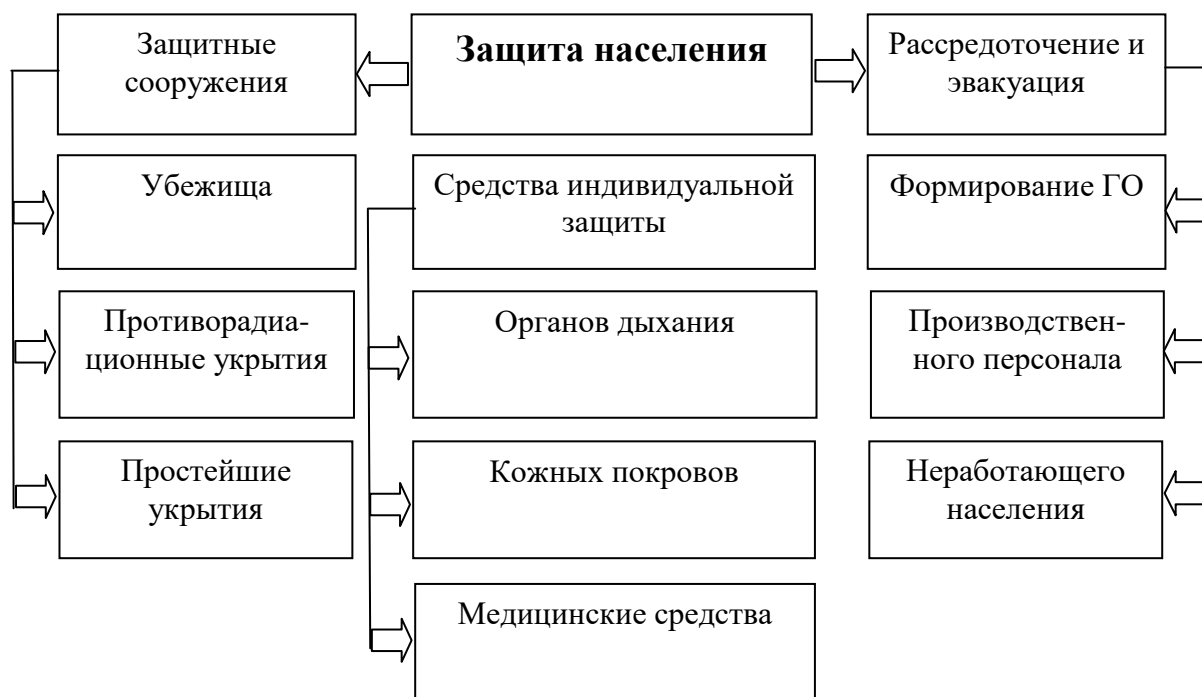 Защитные
сооружения
Защита населения
Рассредоточение и
эвакуация
Убежища
Средства индивидуальной
защиты
Формирование ГО
Противорадиа-
ционные укрытия
Органов дыхания
Производствен-
ного персонала
Простейшие
укрытия
Кожных покровов
Неработающего
населения
Медицинские средства